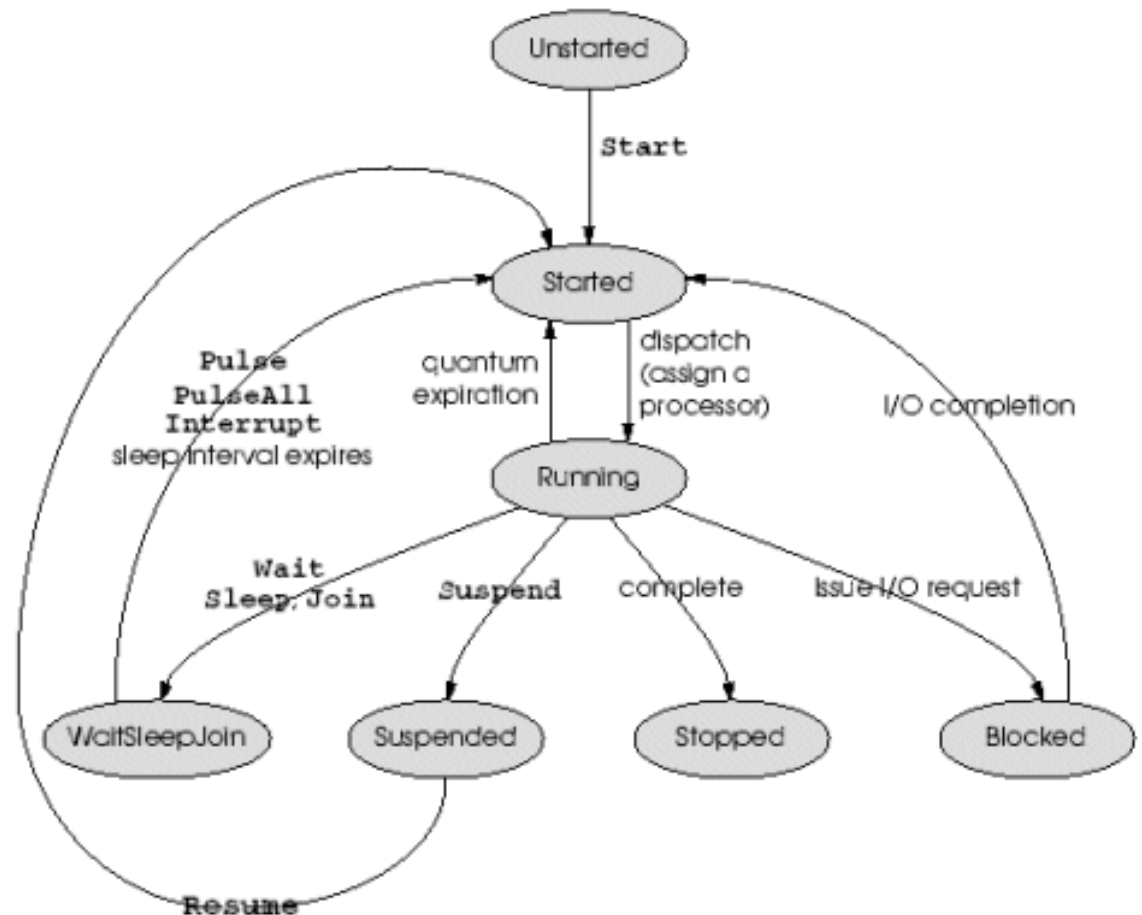 Unstarted
Start
Started
Pulse
PulseAll
Interrupt
sleep interval expires
quantum
expiration
dispatch
(assign a
processor)
I/O completion
Running
Wait
Sleep, Join
Suspend
complete
Issue I/O request
WaitSleepJoin
Suspended
Stopped
Blocked
Resume